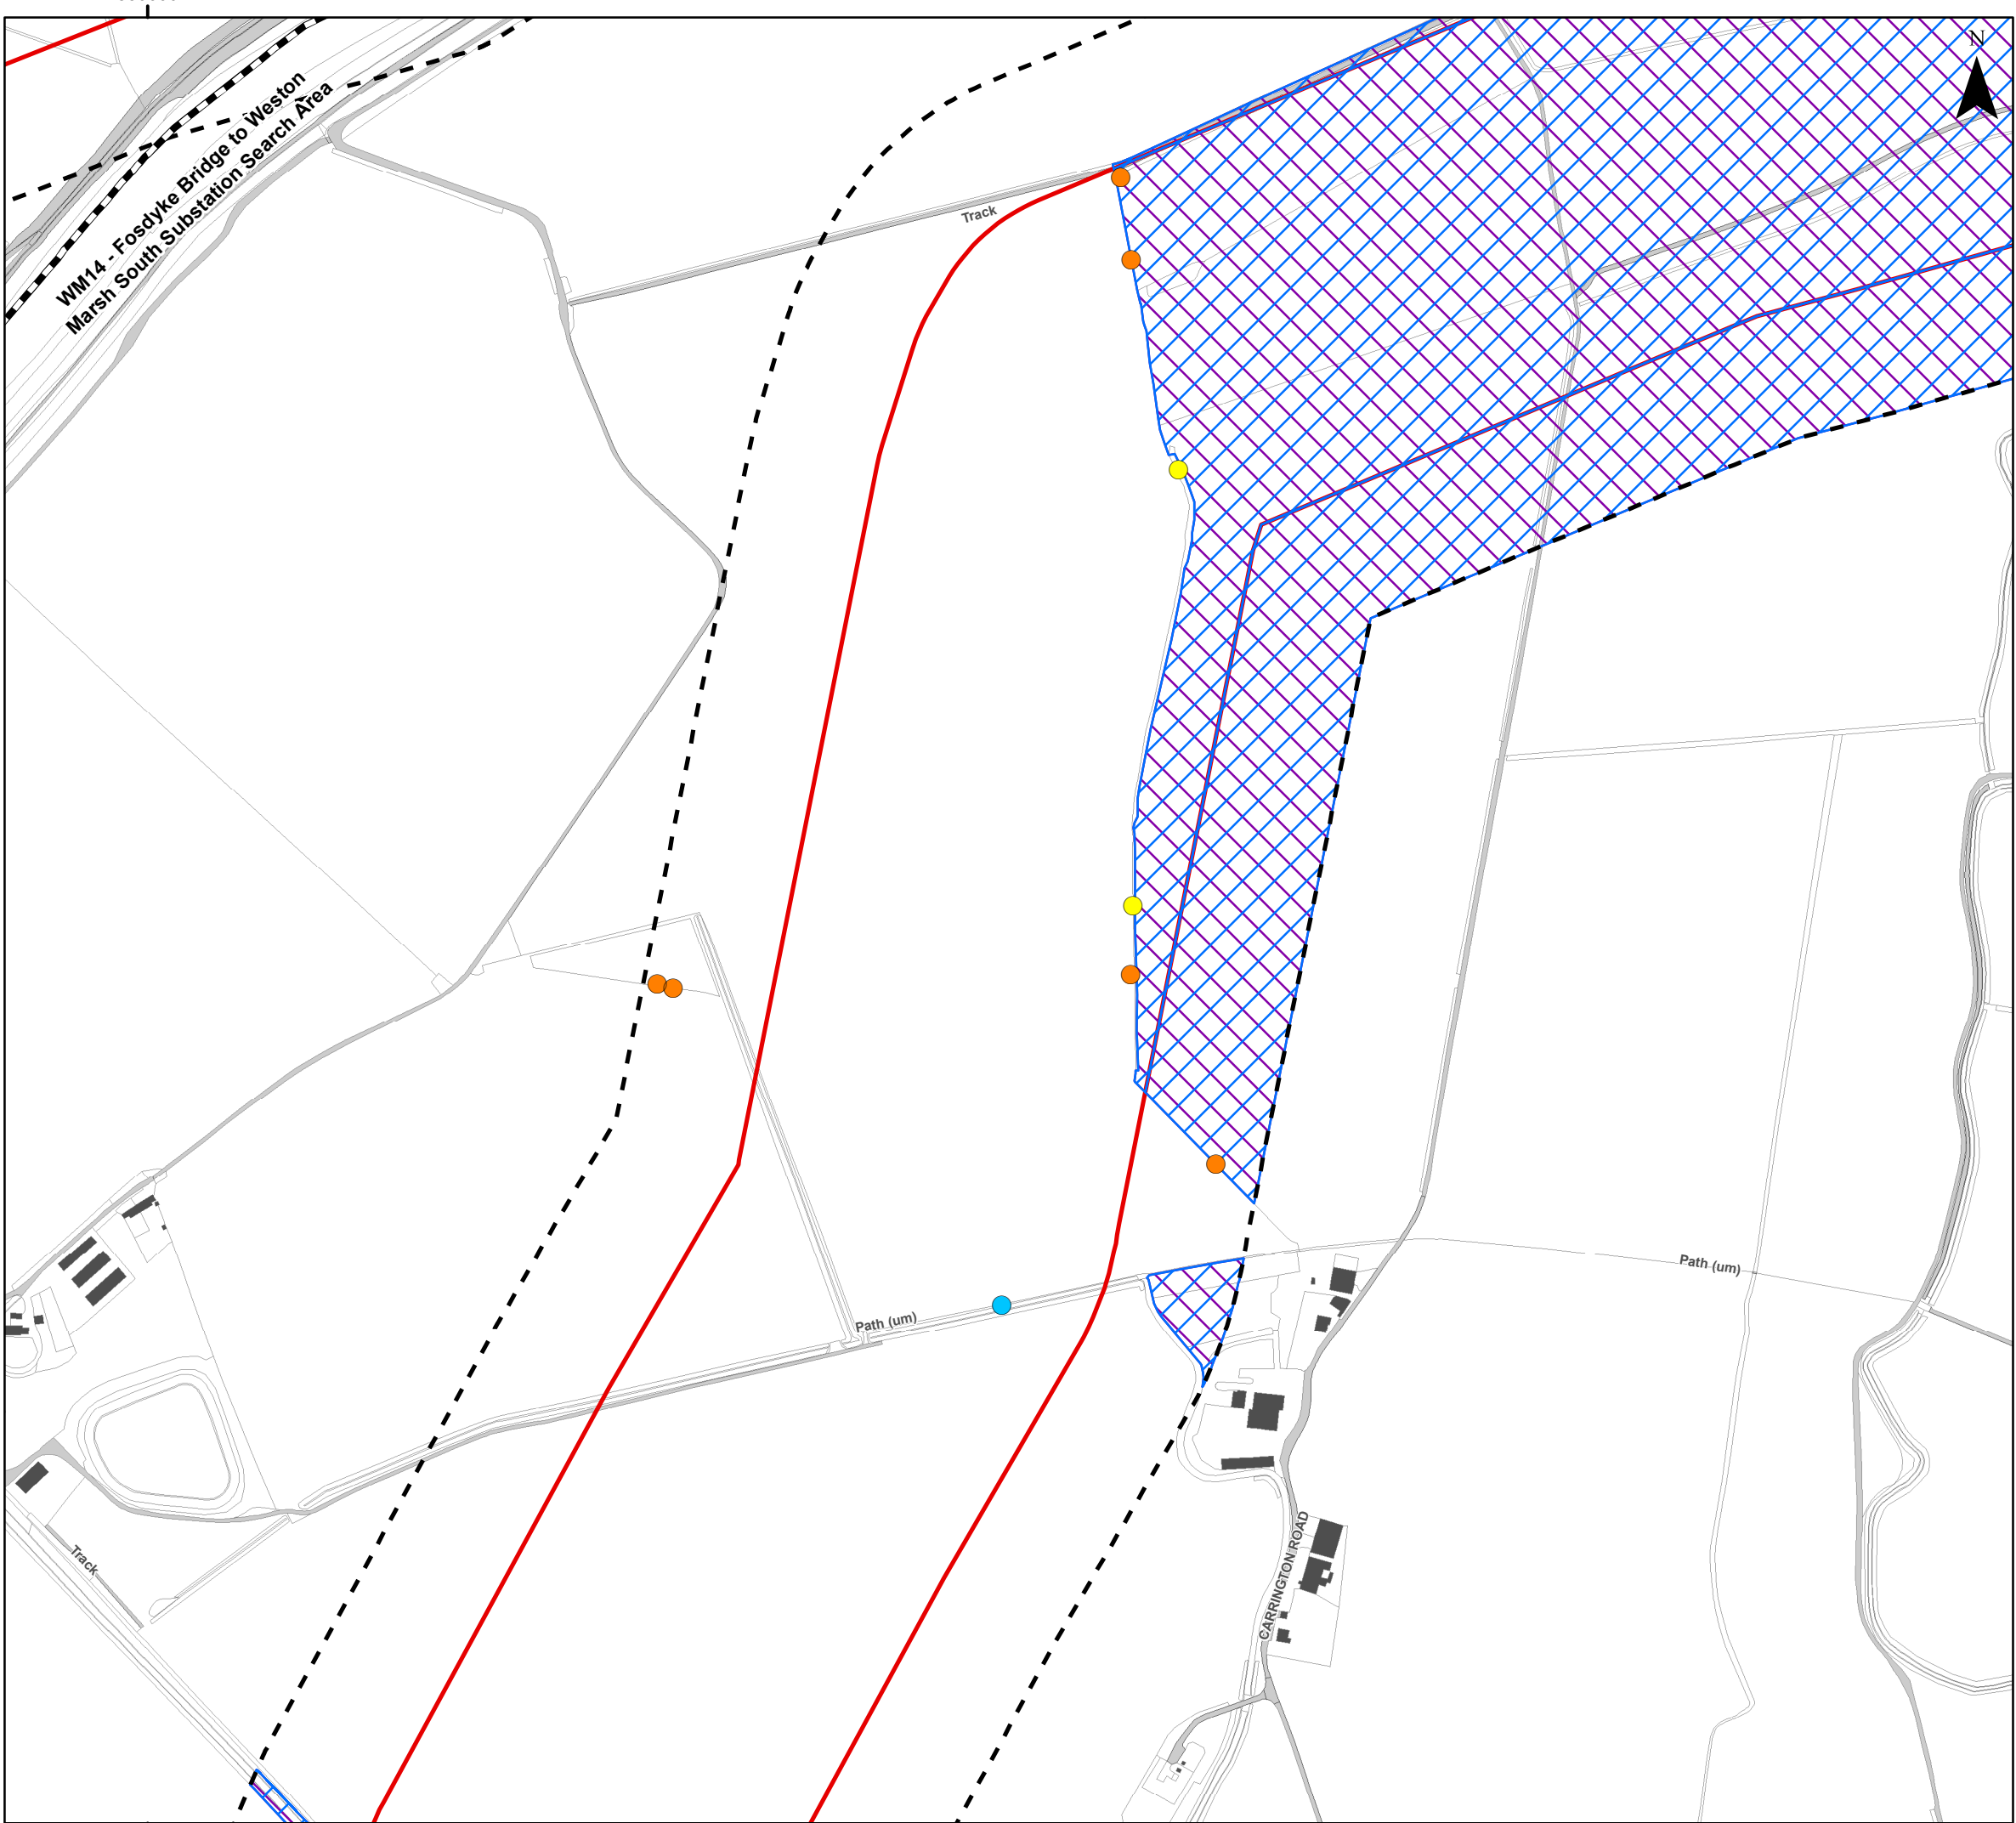 N
WM14 - Fosdyke Bridge to Weston
Marsh South Substation Search Area
Track
Path (um)
Path (um)
CARRINGTON ROAD
Track